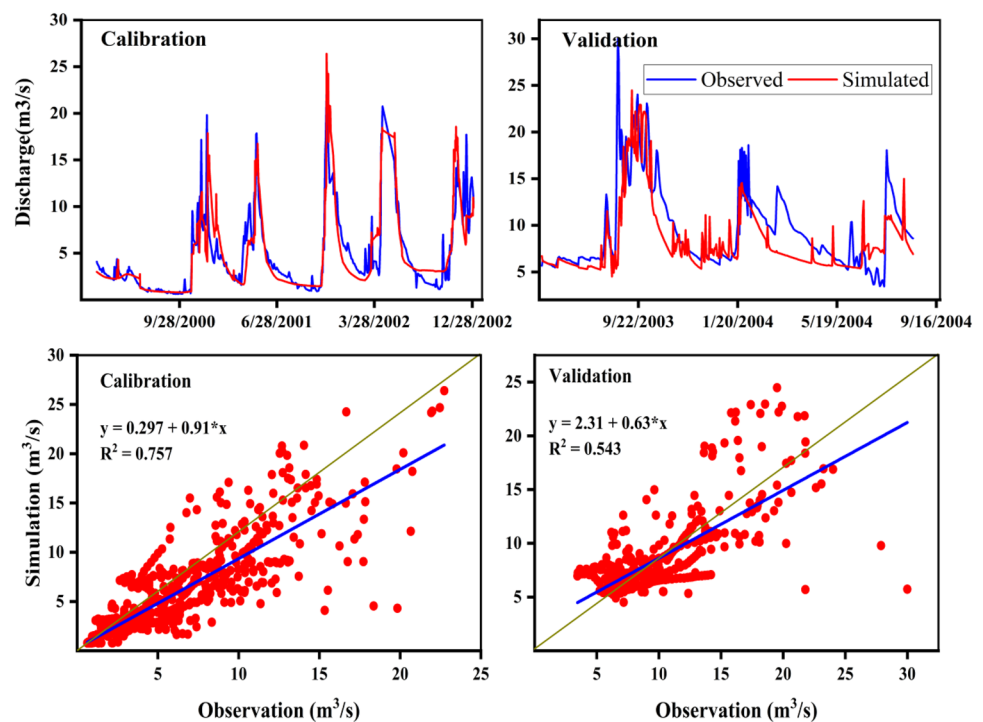 Calibration
Discharge(m3/s)
30
25
20
15
10
5
9/28/2000 6/28/2001 3/28/2002 12/28/2002
Validation
Observed Simulated
30
25
20
15
10
5
9/22/2003 1/20/2004 5/19/2004 9/16/2004
Calibration
y = 0.297 + 0.91*x
R² = 0.757
Simulation (m³/s)
30
25
20
15
10
5
5 10 15 20 25
Observation (m³/s)
Validation
y = 2.31 + 0.63*x
R² = 0.543
25
20
15
10
5
5 10 15 20 25 30
Observation (m³/s)